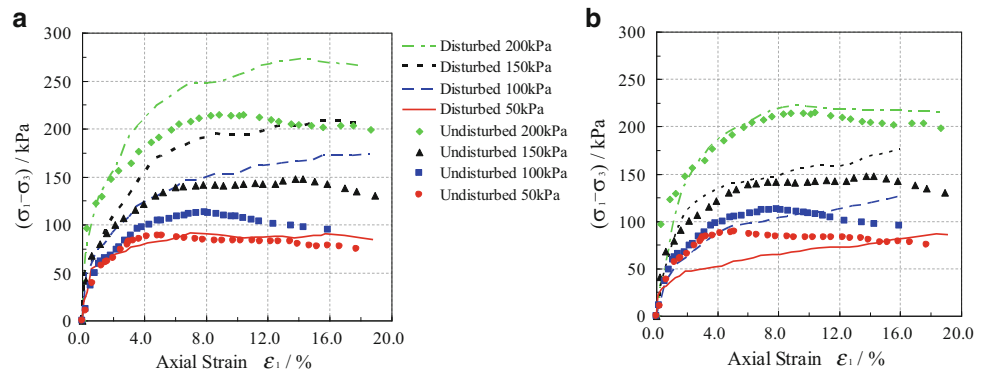 a
b
300
250
200
150
100
50
0
(σ₁-σ₃) / kPa
0.0 4.0 8.0 12.0 16.0 20.0
Axial Strain ε₁ / %
Disturbed 200kPa
Disturbed 150kPa
Disturbed 100kPa
Disturbed 50kPa
Undisturbed 200kPa
Undisturbed 150kPa
Undisturbed 100kPa
Undisturbed 50kPa
300
250
200
150
100
50
0
(σ₁-σ₃) / kPa
0.0 4.0 8.0 12.0 16.0 20.0
Axial Strain ε₁ / %